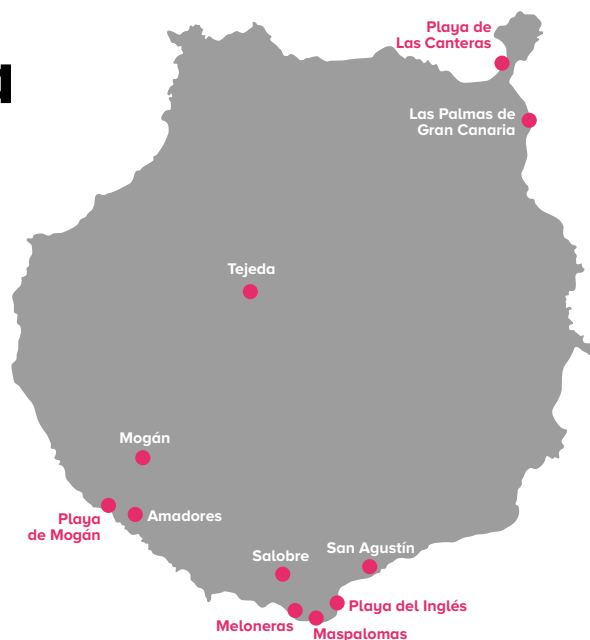 Playa de
Las Canteras
Las Palmas de
Gran Canaria
Tejeda
Mogán
Playa
de Mogán
Amadores
Salobre
San Agustín
Playa del Inglés
Meloneras
Maspalomas